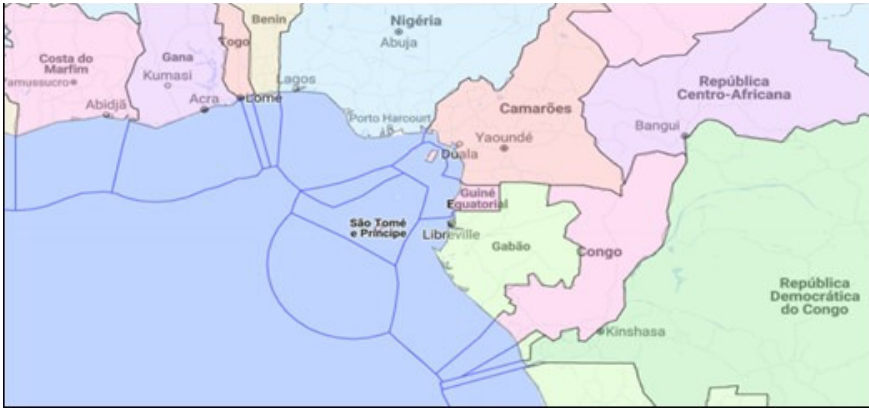 Benin
Nigéria
Abuja
Togo
Costa do
Marfim
Gana
Kumasi
Yamussucro
Abidjã
Acra
Lomé
Lagos
Porto Harcourt
Camarões
Yaoundé
Duala
República
Centro-Africana
Bangui
Guiné
Equatorial
São Tomé
e Príncipe
Libreville
Gabão
Congo
República
Democrática
do Congo
Kinshasa